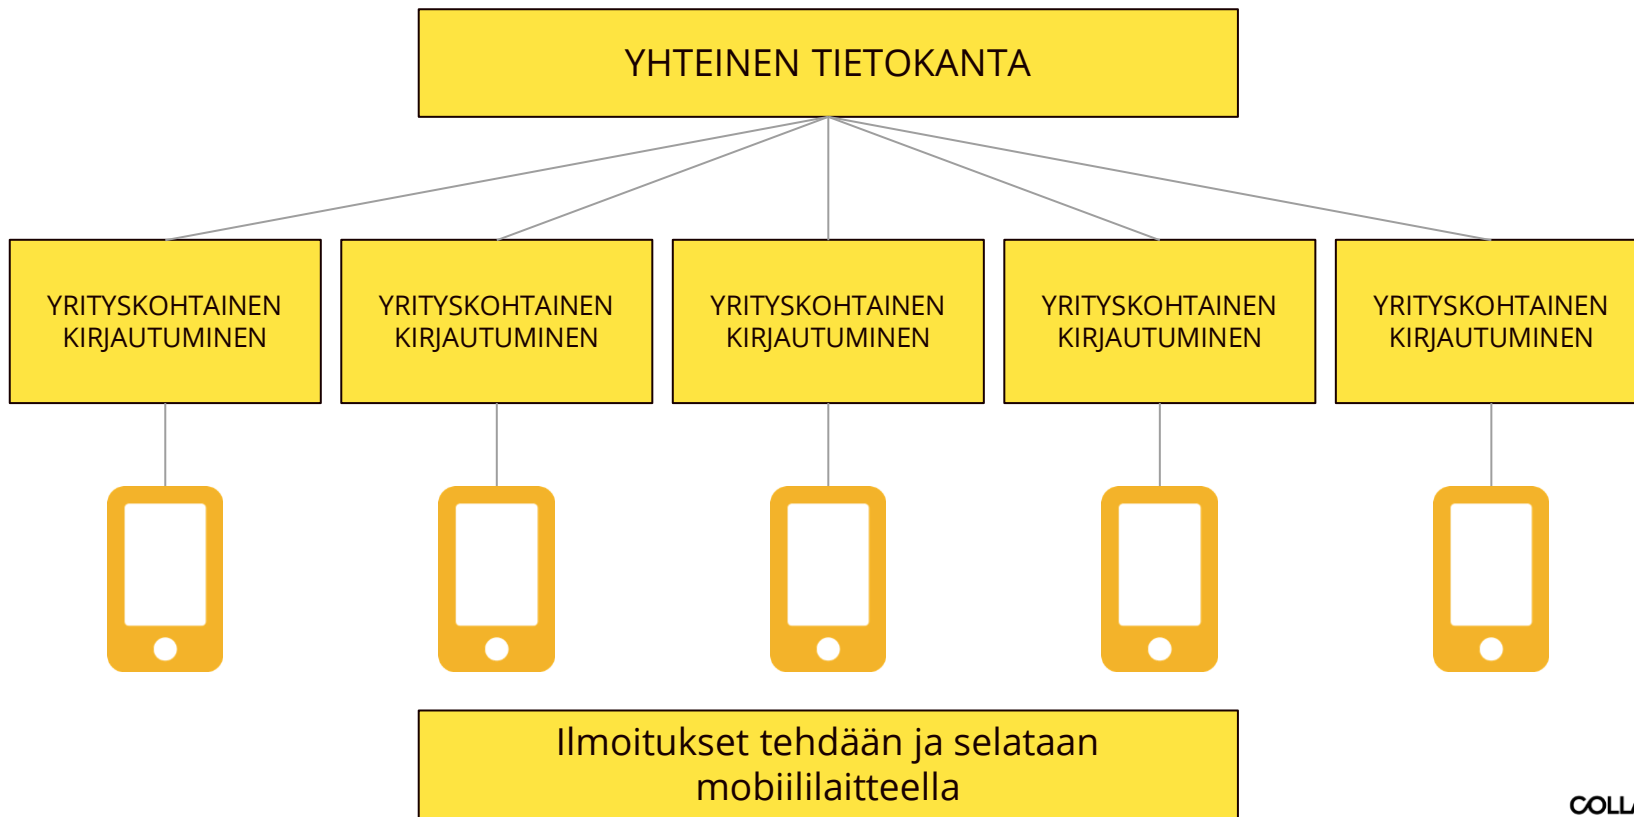 YHTEINEN TIETOKANTA
YRITYSKOHTAINEN
KIRJAUTUMINEN
YRITYSKOHTAINEN
KIRJAUTUMINEN
YRITYSKOHTAINEN
KIRJAUTUMINEN
YRITYSKOHTAINEN
KIRJAUTUMINEN
YRITYSKOHTAINEN
KIRJAUTUMINEN
Ilmoitukset tehdään ja selataan
mobiililaitteella